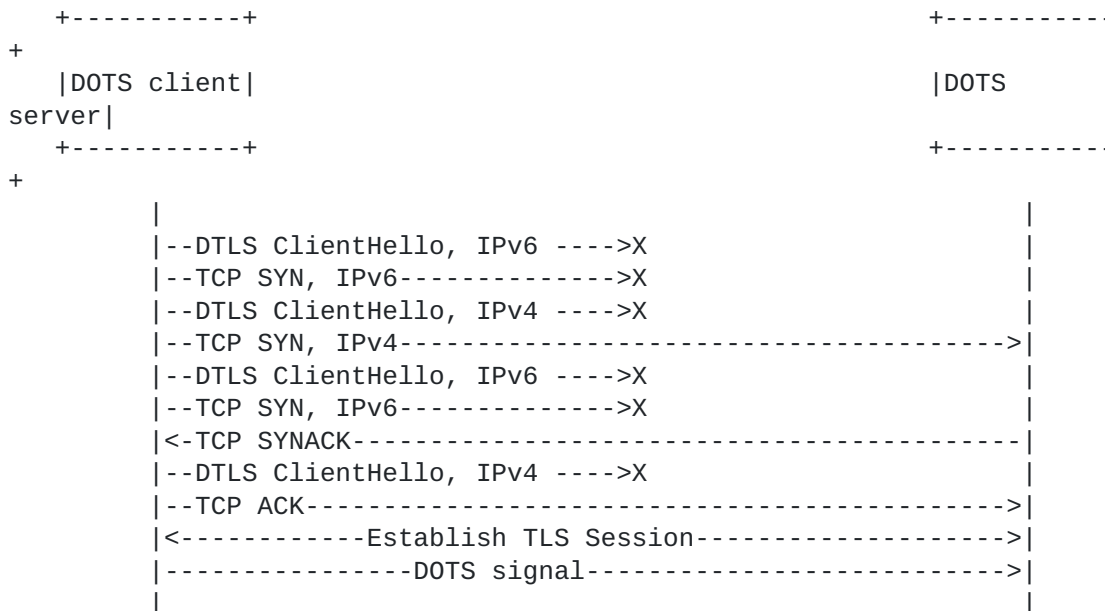 +-----------+                                     +-----------
+
   |DOTS client|                                     |DOTS
server|
   +-----------+                                     +-----------
+
         |                                                 |
         |--DTLS ClientHello, IPv6 ---->X                  |
         |--TCP SYN, IPv6-------------->X                  |
         |--DTLS ClientHello, IPv4 ---->X                  |
         |--TCP SYN, IPv4--------------------------------->|
         |--DTLS ClientHello, IPv6 ---->X                  |
         |--TCP SYN, IPv6-------------->X                  |
         |<-TCP SYNACK-------------------------------------|
         |--DTLS ClientHello, IPv4 ---->X                  |
         |--TCP ACK--------------------------------------->|
         |<------------Establish TLS Session-------------->|
         |----------------DOTS signal--------------------->|
         |                                                 |